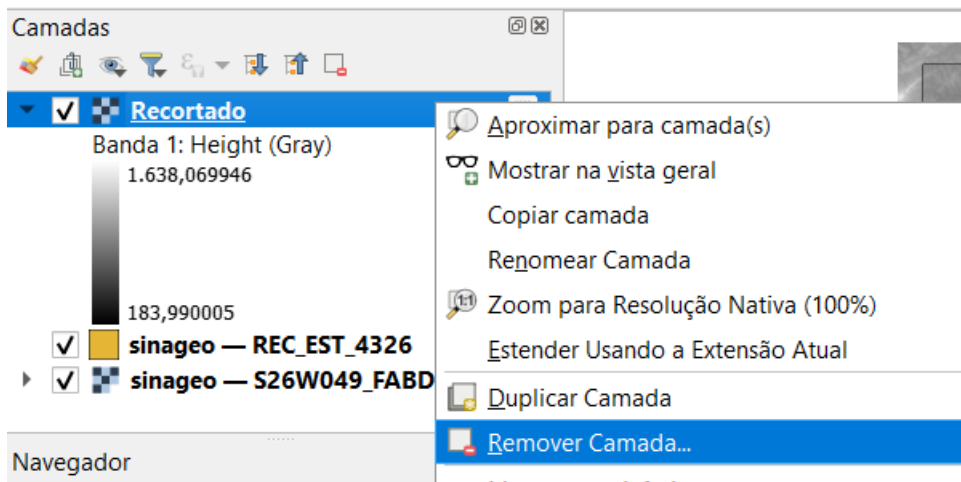 Camadas
Recortado
Banda 1: Height (Gray)
1.638,069946
183,990005
sinageo — REC_EST_4326
sinageo — S26W049_FABD
Navegador
Aproximar para camada(s)
Mostrar na vista geral
Copiar camada
Renomear Camada
1:1 Zoom para Resolução Nativa (100%)
Estender Usando a Extensão Atual
Duplicar Camada
Remover Camada...